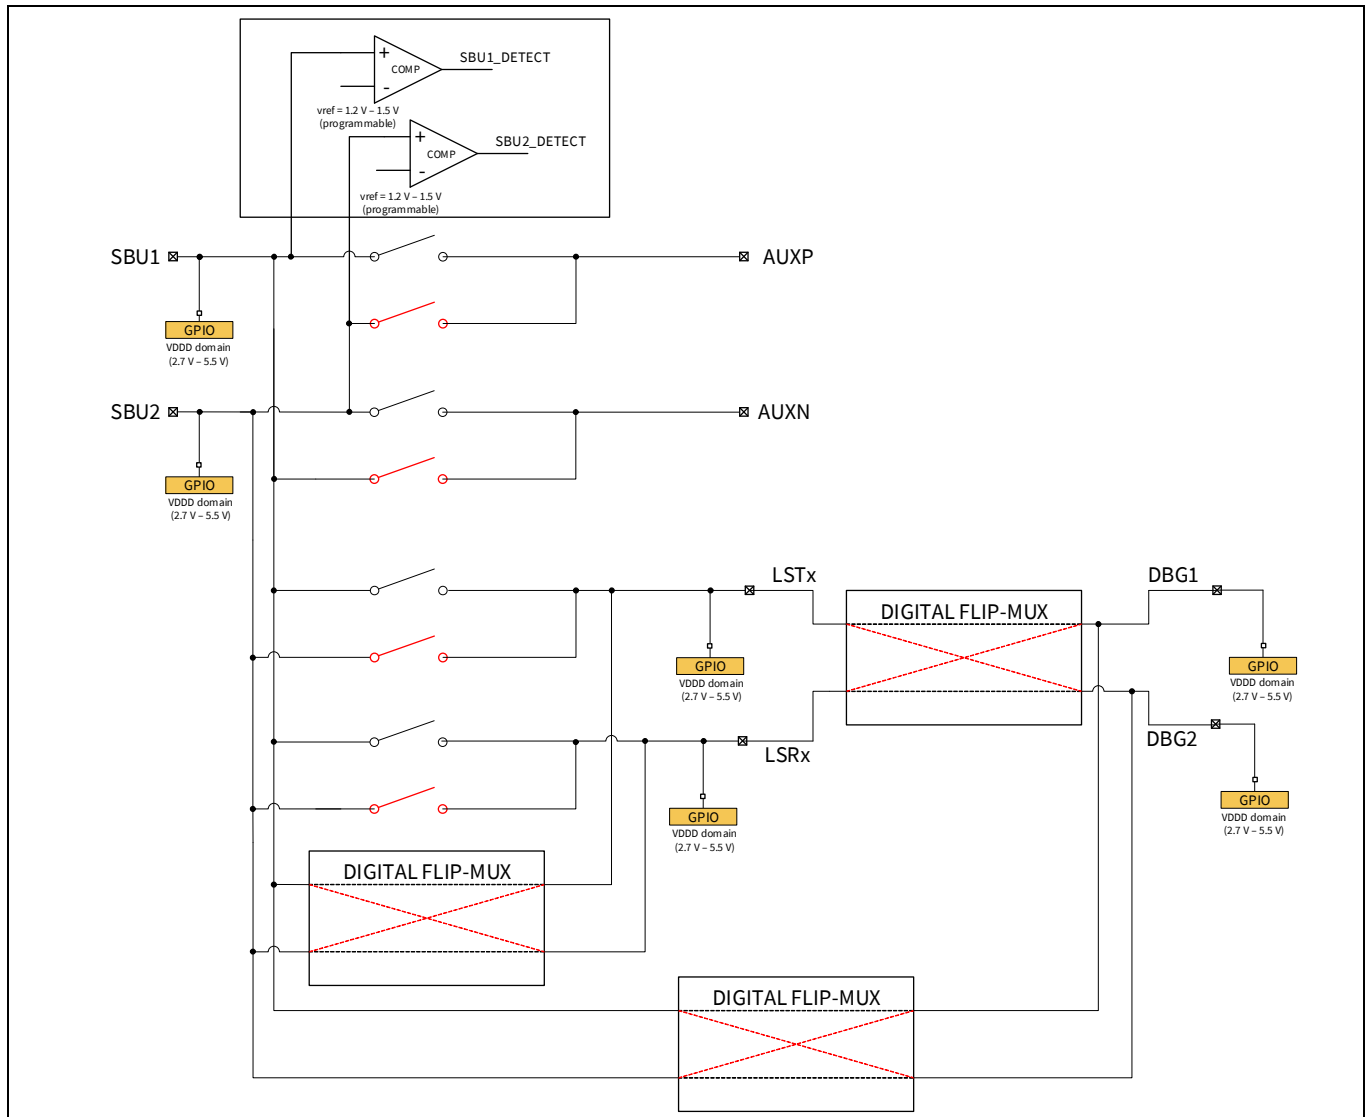 +
COMP
-
SBU1_DETECT
vref = 1.2 V – 1.5 V
(programmable)
+
COMP
-
SBU2_DETECT
vref = 1.2 V – 1.5 V
(programmable)
SBU1
AUXP
GPIO
VDDD domain
(2.7 V – 5.5 V)
SBU2
AUXN
GPIO
VDDD domain
(2.7 V – 5.5 V)
LSTx
DBG1
DIGITAL FLIP-MUX
GPIO
VDDD domain
(2.7 V – 5.5 V)
GPIO
VDDD domain
(2.7 V – 5.5 V)
LSRx
DBG2
GPIO
VDDD domain
(2.7 V – 5.5 V)
GPIO
VDDD domain
(2.7 V – 5.5 V)
DIGITAL FLIP-MUX
DIGITAL FLIP-MUX